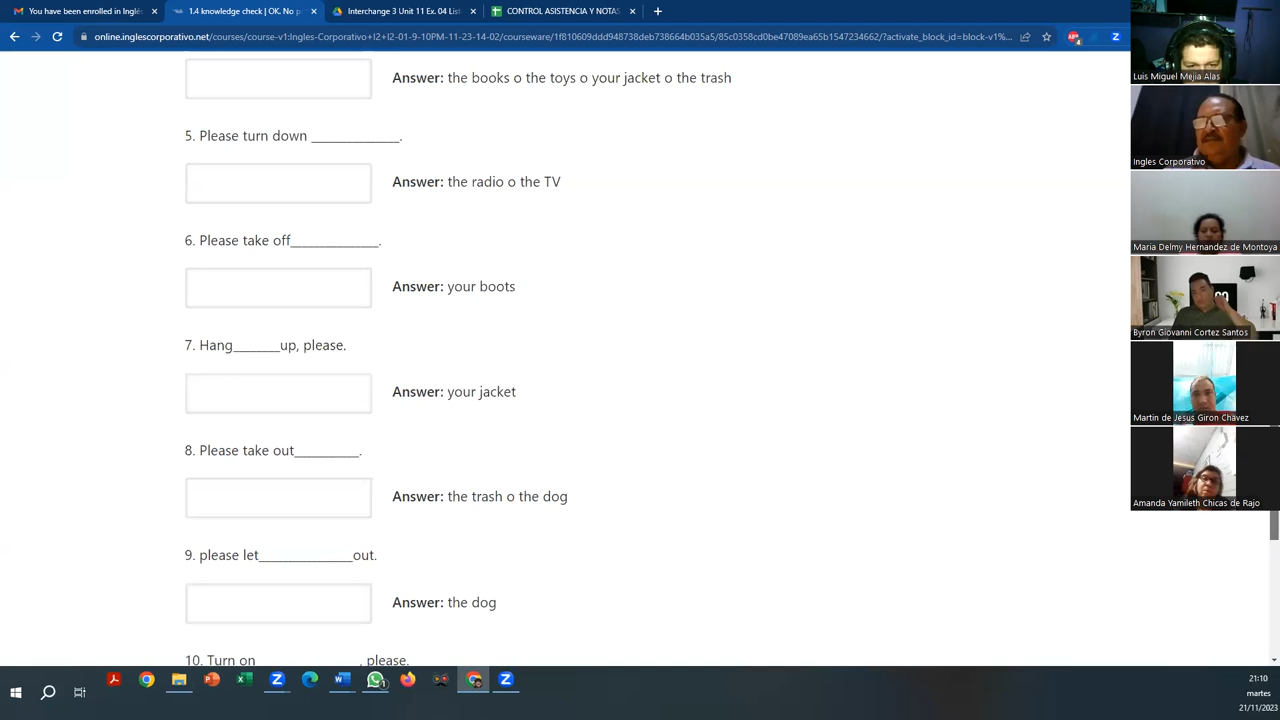 You have been enrolled in Inglé
1.4 knowledge check | OK. No p
Interchange 3 Unit 11 Ex. 04 List
CONTROL ASISTENCIA Y NOTAS
online.inglescorporativo.net/courses/course-v1:Ingles-Corporativo+I2+I2-01-9-10PM-11-23-14-02/courseware/1f810609ddd948738deb738664b035a5/85c0358cd0be47089ea65b1547234662/?activate_block_id=block-v1%...
Answer: the books o the toys o your jacket o the trash
5. Please turn down ______________.
Answer: the radio o the TV
6. Please take off______________.
Answer: your boots
7. Hang_______up, please.
Answer: your jacket
8. Please take out__________.
Answer: the trash o the dog
9. please let_______________out.
Answer: the dog
10. Turn on ________________, please.
Luis Miguel Mejia Alas
Ingles Corporativo
Maria Delmy Hernandez de Montoya
Byron Giovanni Cortez Santos
Martin de Jesus Giron Chavez
Amanda Yamileth Chicas de Rajo
21:10
martes
21/11/2023